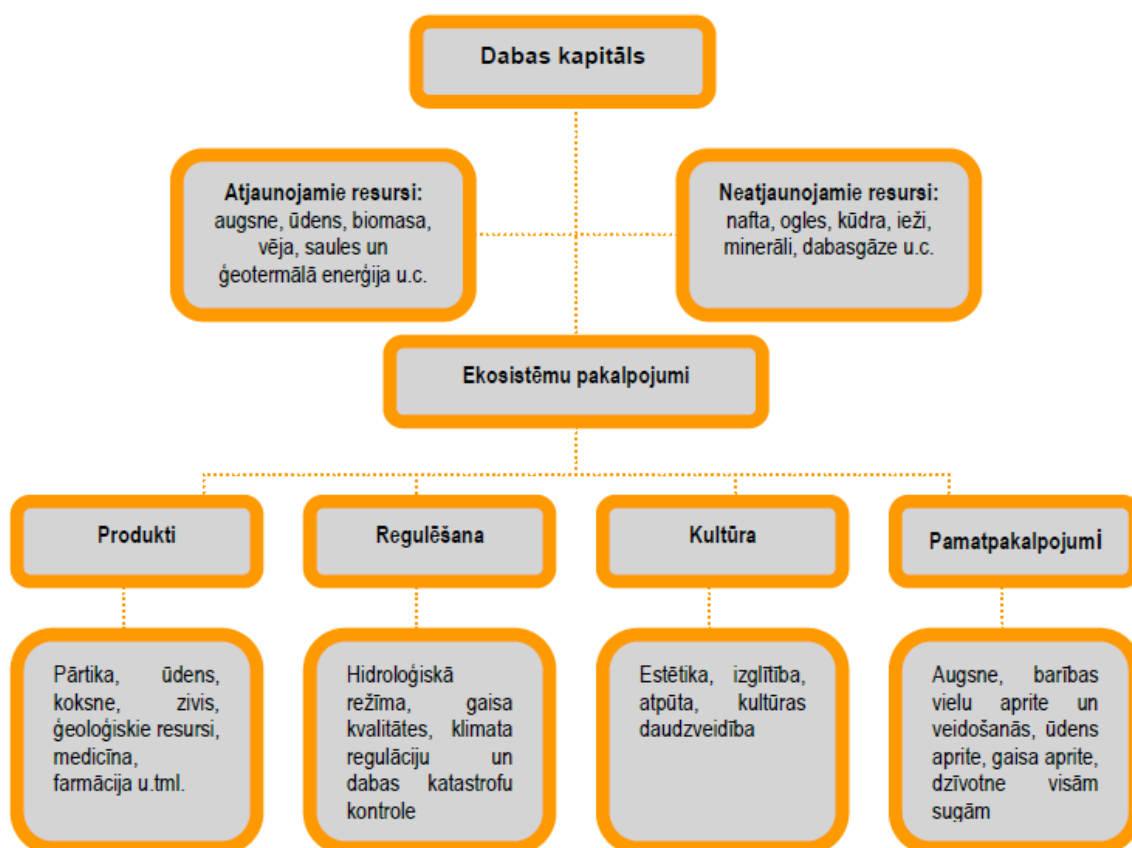 Dabas kapitāls
Atjaunojamie resursi:
augsne, ūdens, biomasa,
vēja, saules un
ģeotermālā enerģija u.c.
Neatjaunojamie resursi:
nafta, ogles, kūdra, ieži,
minerāli, dabasgāze u.c.
Ekosistēmu pakalpojumi
Produkti
Regulēšana
Kultūra
Pamatpakalpojumi
Pārtika, ūdens,
koksne, zivis,
ģeoloģiskie resursi,
medicīna,
farmācija u.tml.
Hidroloģiskā
režīma, gaisa
kvalitātes, klimata
regulāciju un
dabas katastrofu
kontrole
Estētika, izglītība,
atpūta, kultūras
daudzveidība
Augsne, barības
vielu aprite un
veidošanās, ūdens
aprite, gaisa aprite,
dzīvotne visām
sugām